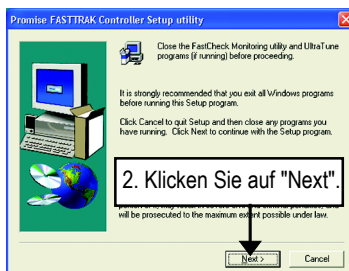 Promise FASTTRAK Controller Setup utility
Close the FastCheck Monitoring utility and UltraTune
programs (if running) before proceeding.
It is strongly recommended that you exit all Windows programs
before running this Setup program.
Click Cancel to quit Setup and then close any programs you
have running. Click Next to continue with the Setup program.
2. Klicken Sie auf "Next".
will be prosecuted to the maximum extent possible under law.
Next >
Cancel